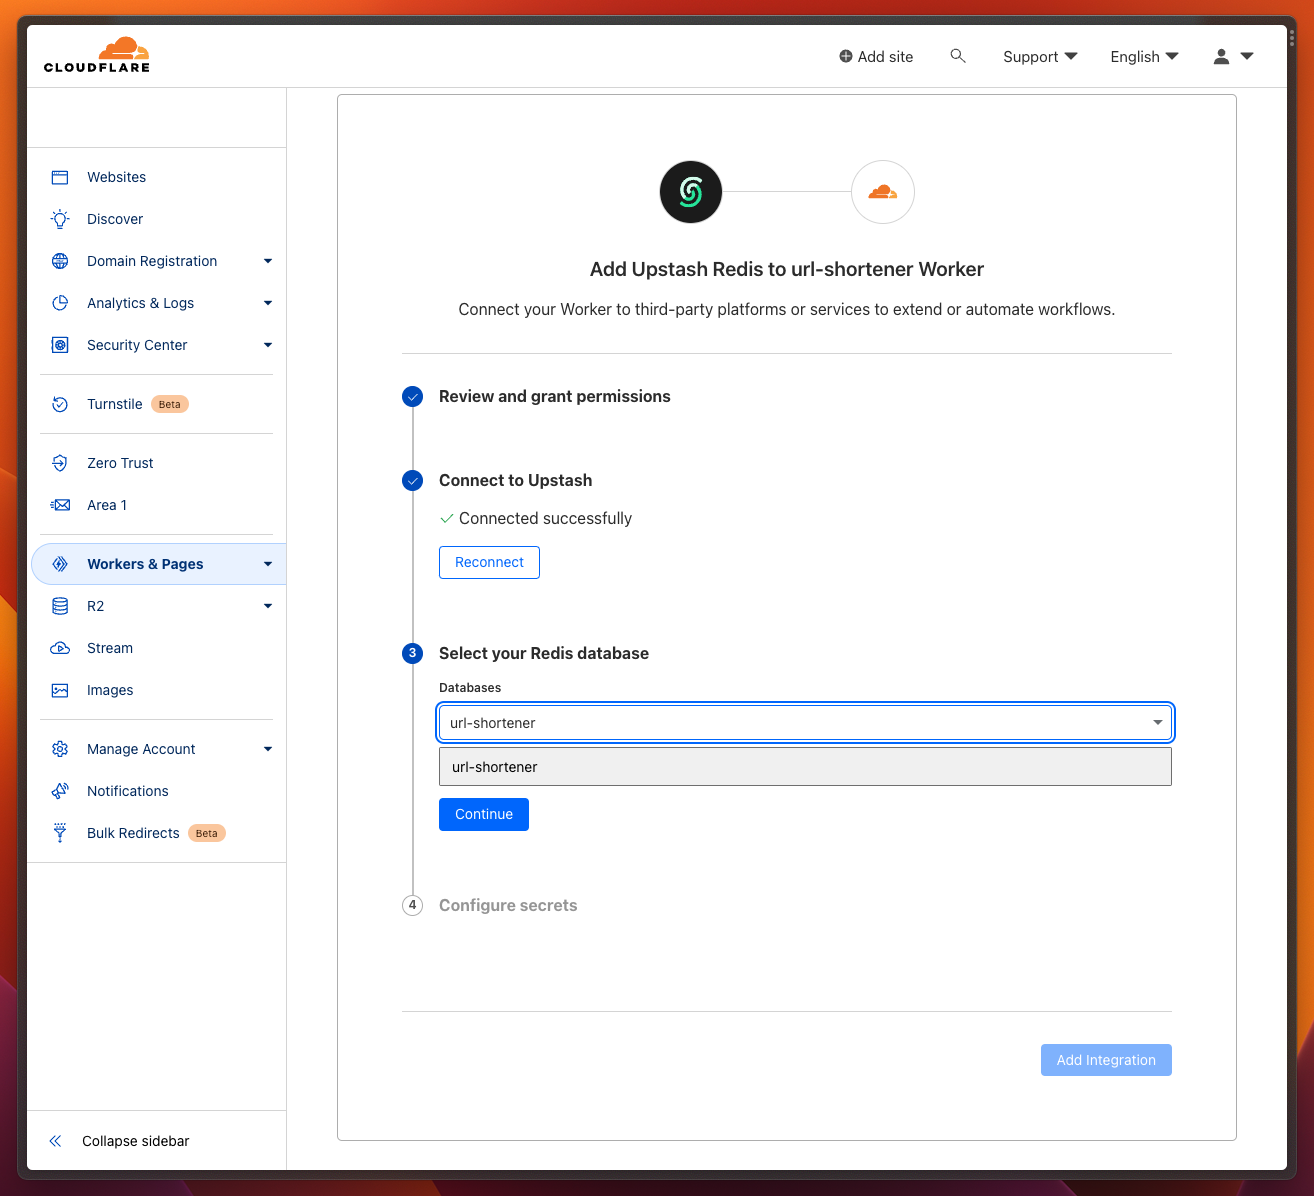 CLOUDFLARE
Add site
Support
English
Websites
Discover
Domain Registration
Analytics & Logs
Security Center
Turnstile Beta
Zero Trust
Area 1
Workers & Pages
R2
Stream
Images
Manage Account
Notifications
Bulk Redirects Beta
Collapse sidebar
Add Upstash Redis to url-shortener Worker
Connect your Worker to third-party platforms or services to extend or automate workflows.
Review and grant permissions
Connect to Upstash
Connected successfully
Reconnect
3 Select your Redis database
Databases
url-shortener
url-shortener
Continue
4 Configure secrets
Add Integration